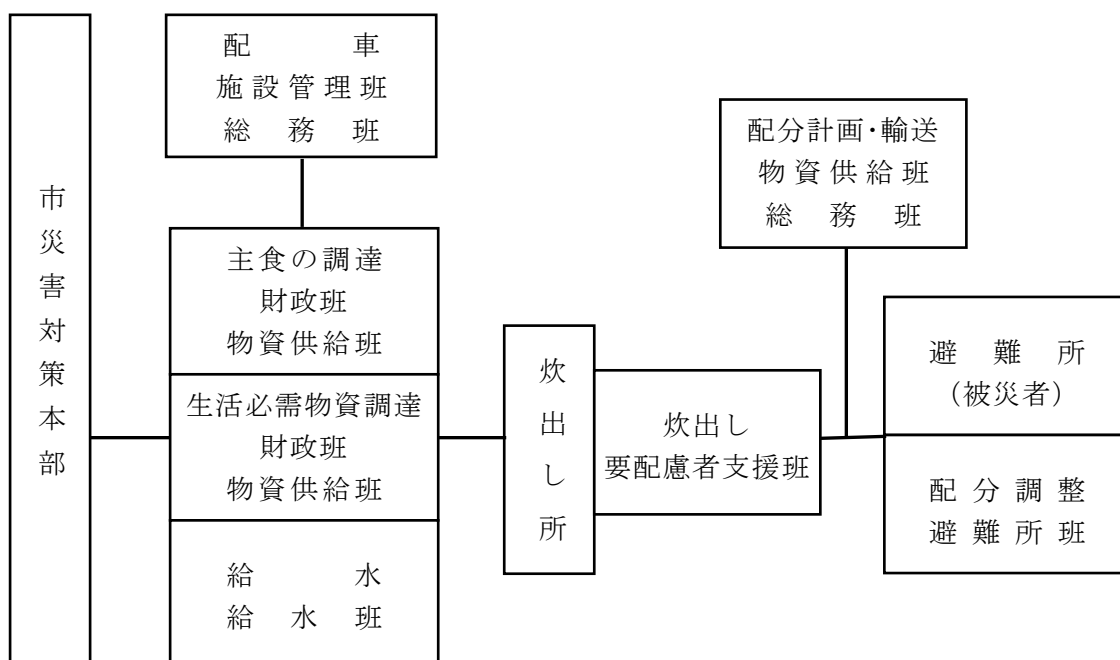 市災害対策本部
配車
施設管理班
総務班
主食の調達
財政班
物資供給班
生活必需物資調達
財政班
物資供給班
給水
給水班
炊出し所
炊出し
要配慮者支援班
配分計画・輸送
物資供給班
総務班
避難所
（被災者）
配分調整
避難所班